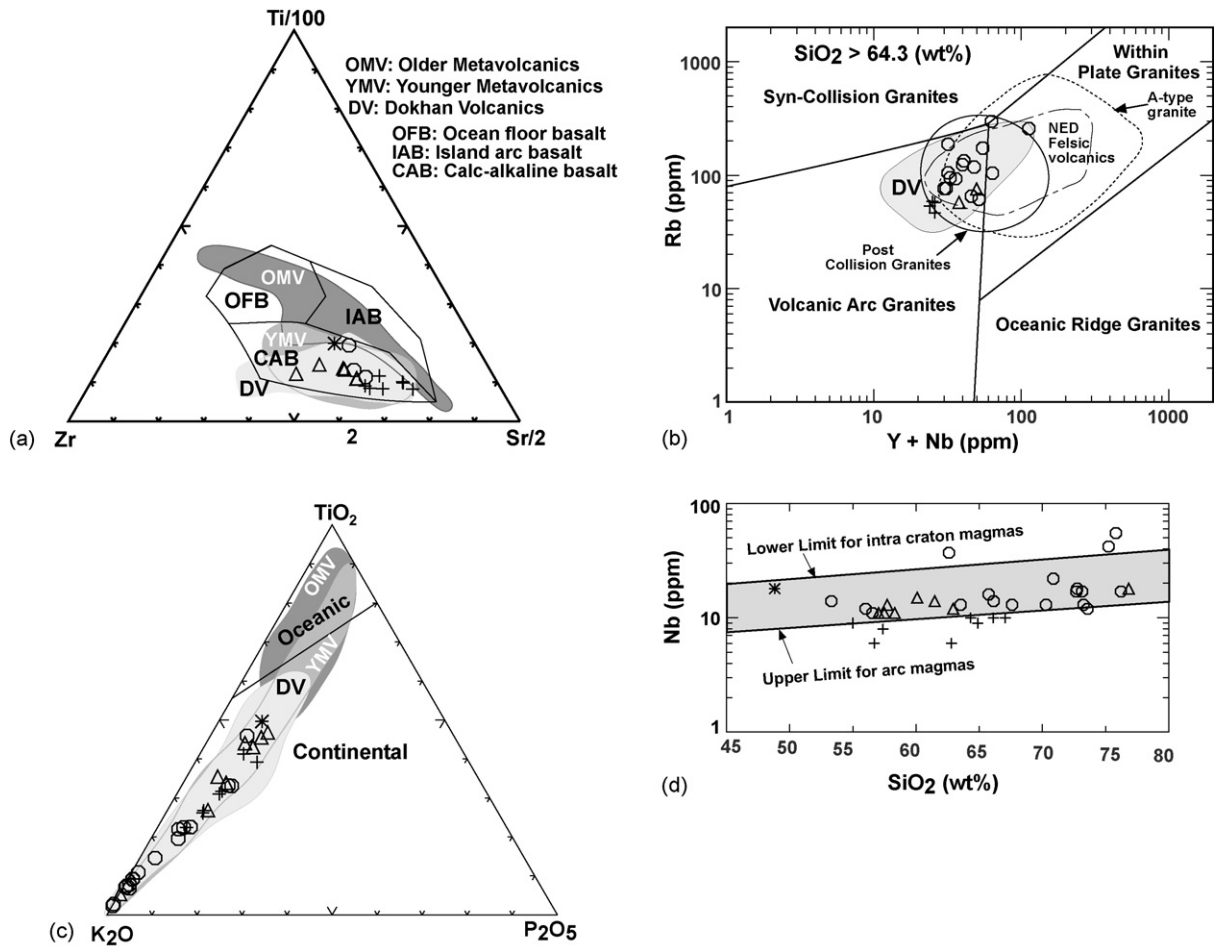 Ti/100
OMV: Older Metavolcanics
YMV: Younger Metavolcanics
DV: Dokhan Volcanics
OFB: Ocean floor basalt
IAB: Island arc basalt
CAB: Calc-alkaline basalt
OMV
OFB
IAB
YMV
CAB
DV
Zr
2
Sr/2
(a)
SiO2 > 64.3 (wt%)
Within
Plate Granites
Syn-Collision Granites
A-type
granite
NED
Felsic
volcanics
DV
Post
Collision Granites
Volcanic Arc Granites
Oceanic Ridge Granites
1000
100
10
1
Rb (ppm)
1
10
100
1000
Y + Nb (ppm)
(b)
TiO2
OMV
Oceanic
YMV
DV
Continental
K2O
P2O5
(c)
100
10
1
Nb (ppm)
Lower Limit for intra craton magmas
Upper Limit for arc magmas
45 50 55 60 65 70 75 80
SiO2 (wt%)
(d)